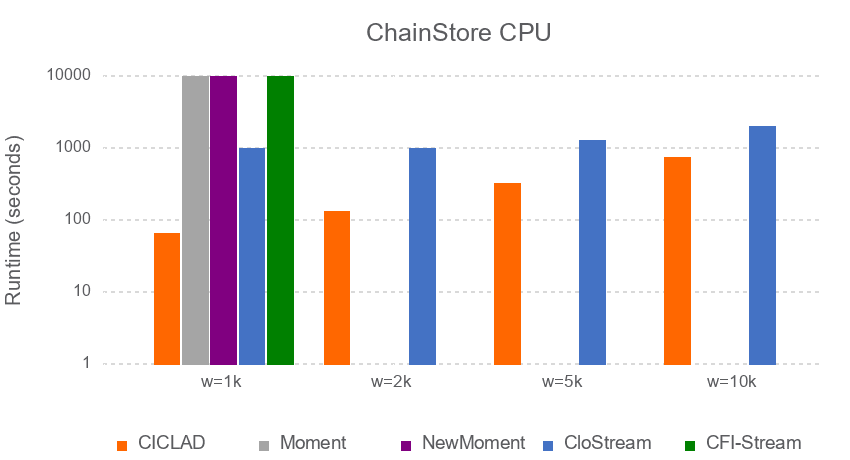 ChainStore CPU
Runtime (seconds)
10000
1000
100
10
1
w=1k w=2k w=5k w=10k
CICLAD Moment NewMoment CloStream CFI-Stream